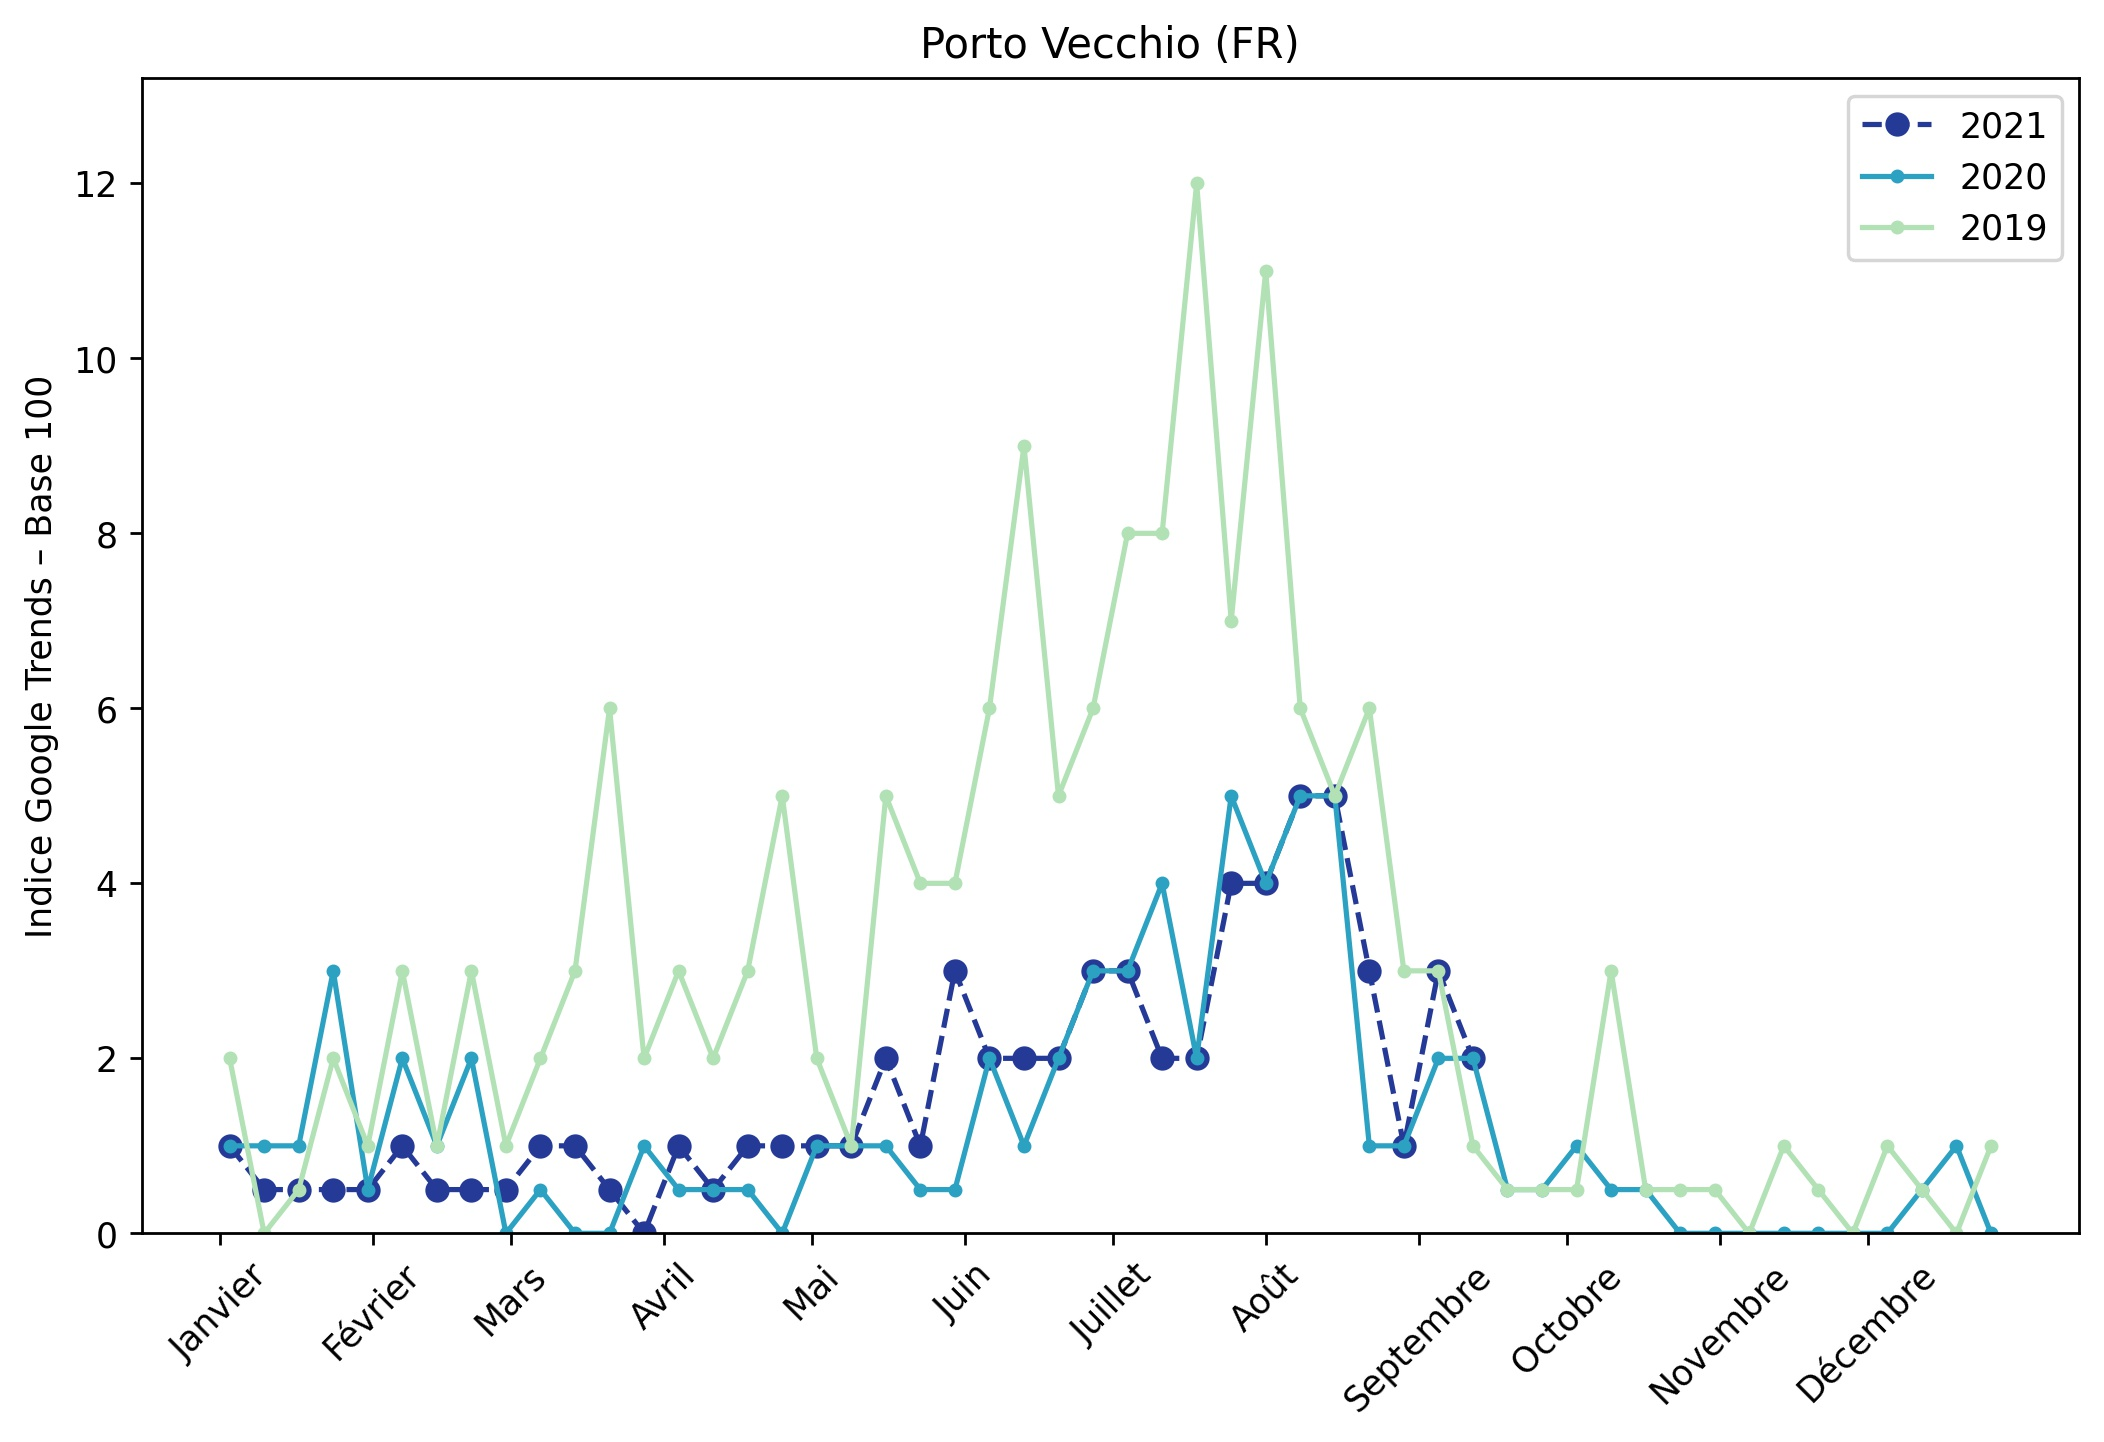 Porto Vecchio (FR)
2021
2020
2019
Indice Google Trends – Base 100
12
10
8
6
4
2
0
Janvier
Février
Mars
Avril
Mai
Juin
Juillet
Août
Septembre
Octobre
Novembre
Décembre